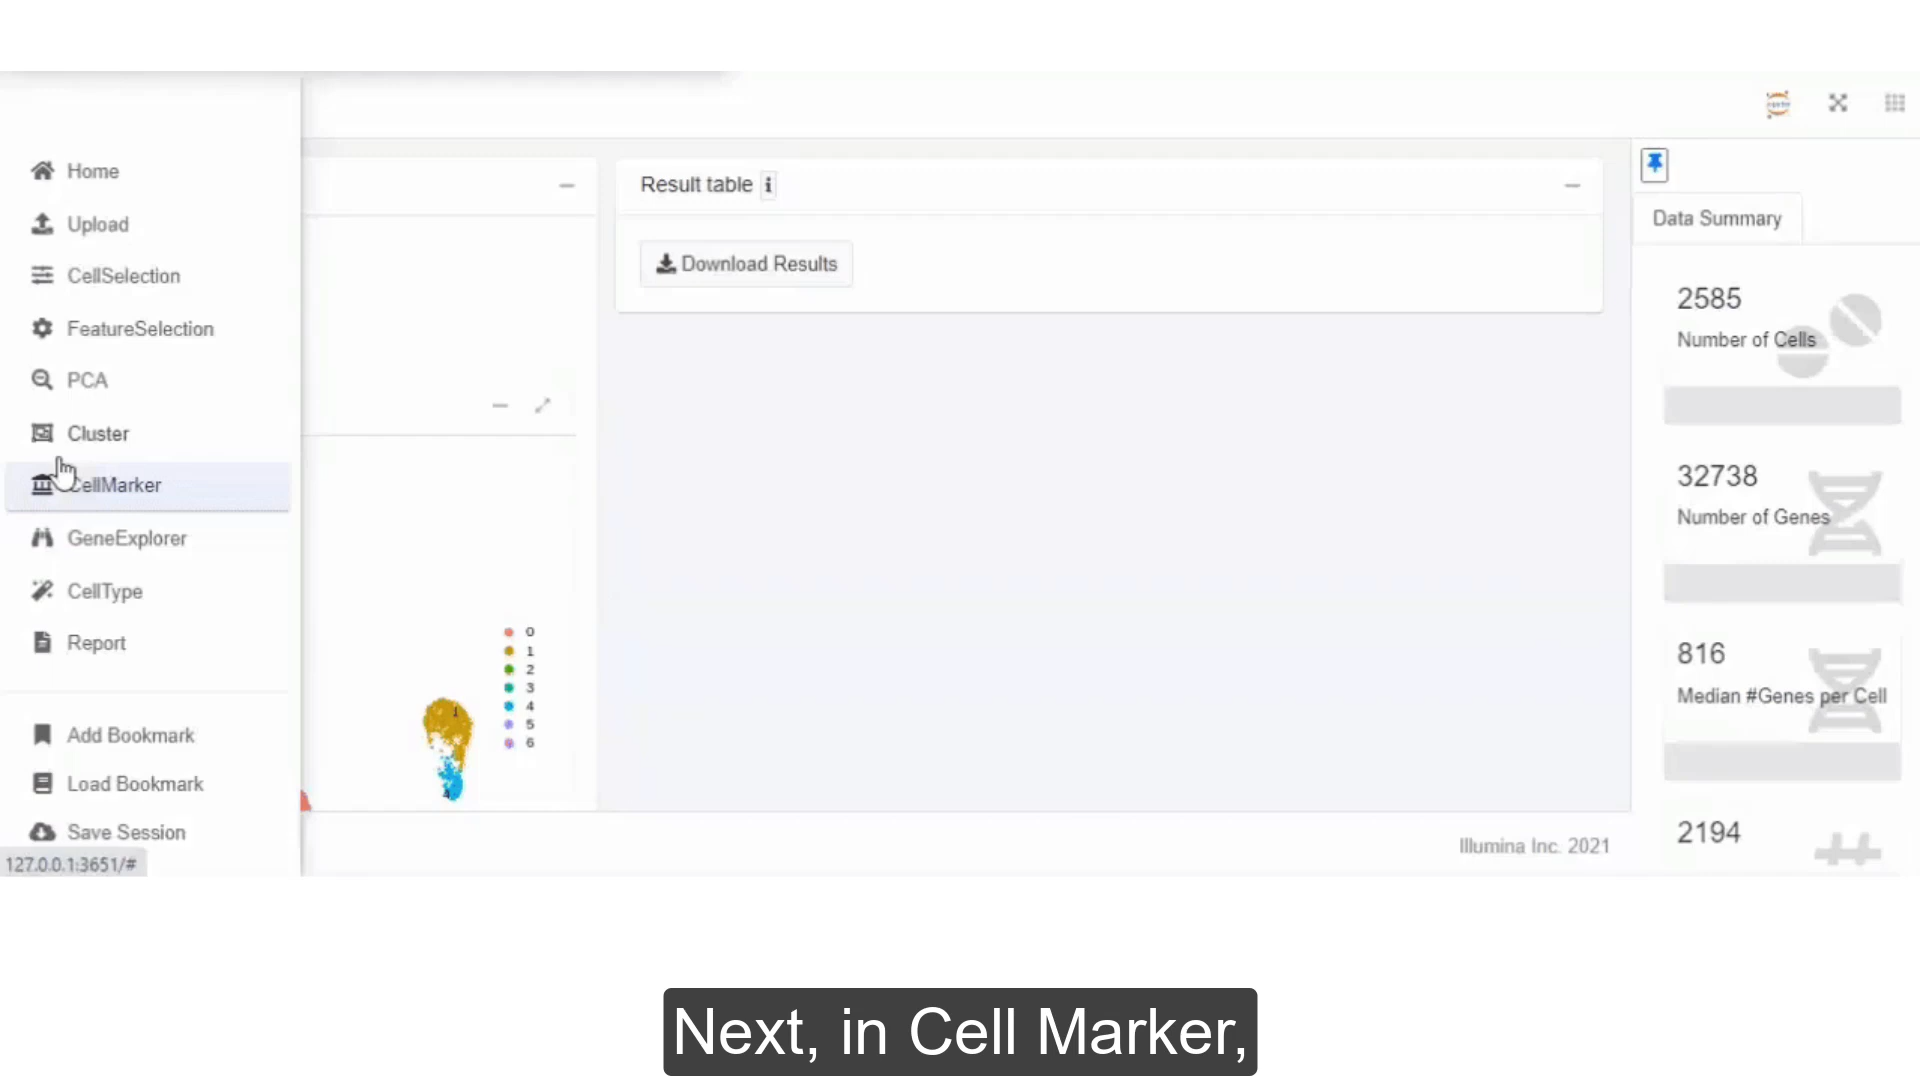 Home
Upload
CellSelection
FeatureSelection
PCA
Cluster
CellMarker
GeneExplorer
CellType
Report
Add Bookmark
Load Bookmark
Save Session
127.0.0.1:3651/#
0
1
2
3
4
5
6
1
4
Result table i
Download Results
Illumina Inc. 2021
Data Summary
2585
Number of Cells
32738
Number of Genes
816
Median #Genes per Cell
2194
Next, in Cell Marker,